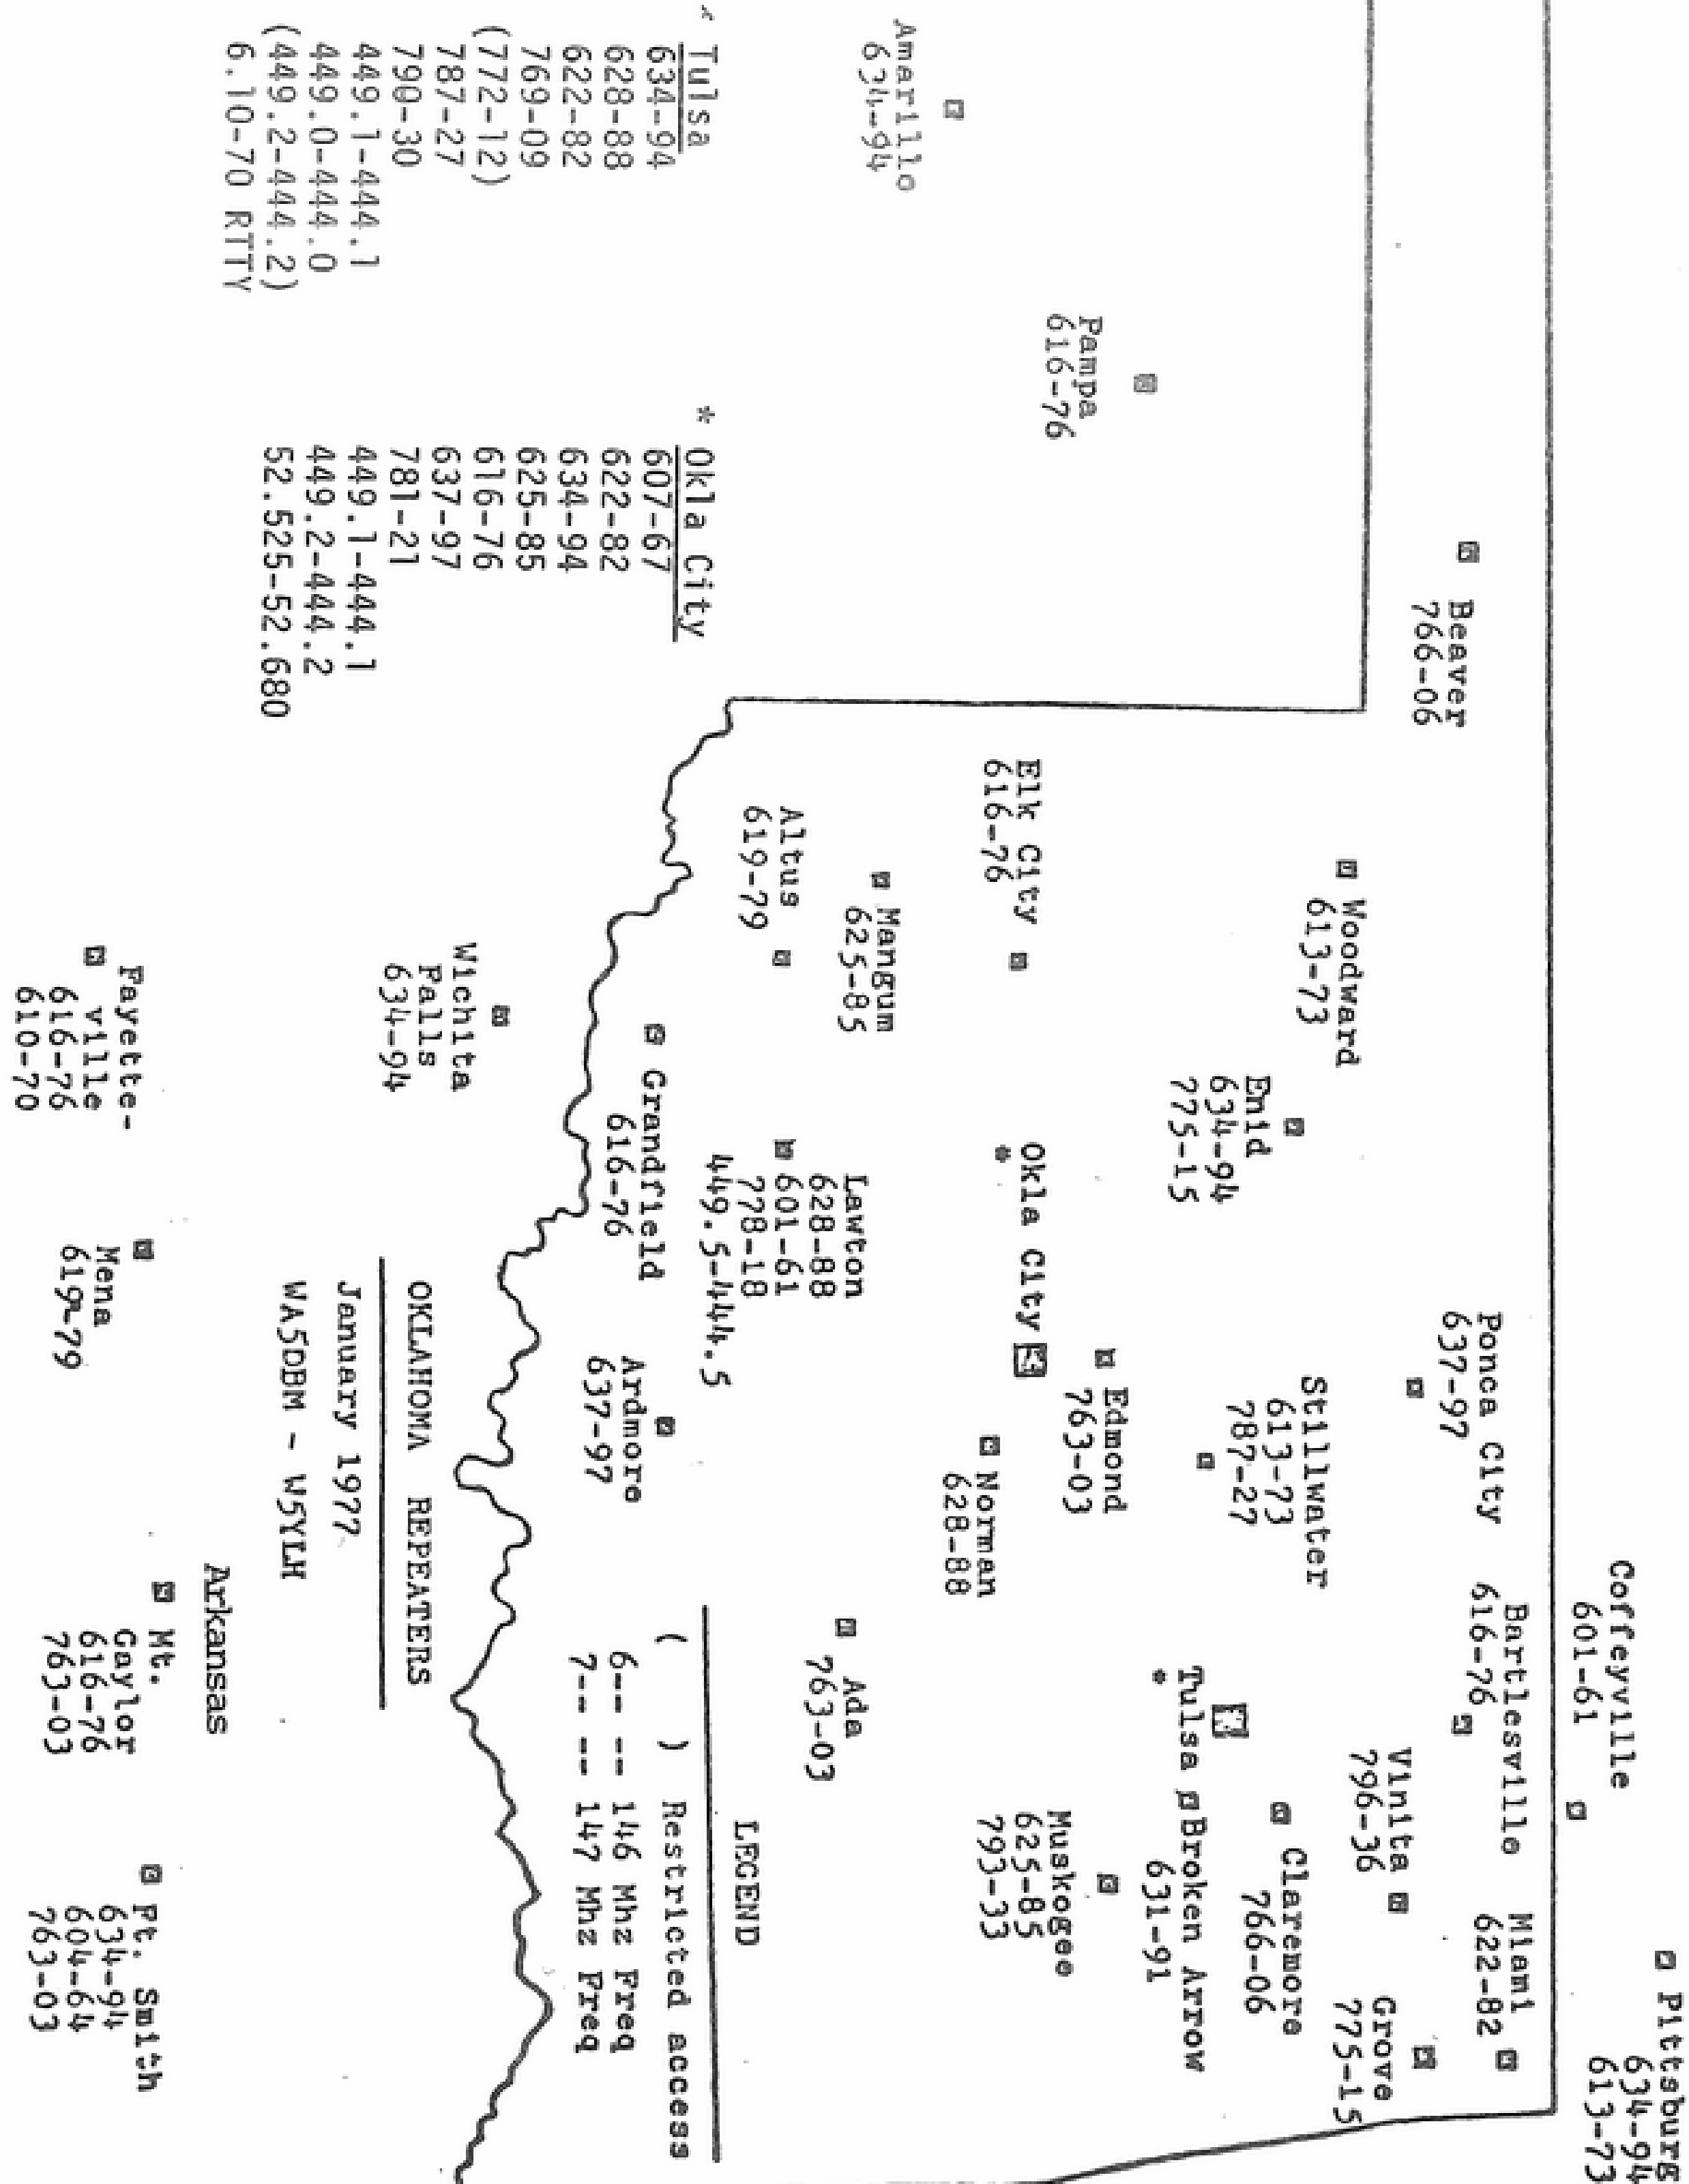 Pittsburg
634-94
613-73
Coffeyville
601-61
Beaver
766-06
Ponca City
637-97
Bartlesville
616-76
Miami
622-82
Woodward
613-73
Vinita
796-36
Grove
775-15
Stillwater
613-73
787-27
Claremore
766-06
Enid
634-94
775-15
Tulsa
*
Broken Arrow
631-91
Edmond
763-03
Pampa
616-76
Elk City
616-76
Okla City
*
Norman
628-88
Muskogee
625-85
793-33
Amarillo
634-94
Mangum
625-85
Lawton
628-88
601-61
778-18
449.5-444.5
Ada
763-03
Altus
619-79
LEGEND
( ) Restricted access
6-- -- 146 Mhz Freq
7-- -- 147 Mhz Freq
Tulsa
634-94
628-88
622-82
769-09
(772-12)
787-27
790-30
449.1-444.1
449.0-444.0
(449.2-444.2)
6.10-70 RTTY
* Okla City
607-67
622-82
634-94
625-85
616-76
637-97
781-21
449.1-444.1
449.2-444.2
52.525-52.680
Grandfield
616-76
Ardmore
637-97
Wichita
Falls
634-94
OKLAHOMA REPEATERS
January 1977
WA5DBM - W5YLH
Arkansas
Fayette-
ville
616-76
610-70
Mena
619-79
Mt.
Gaylor
616-76
763-03
Ft. Smith
634-94
604-64
763-03